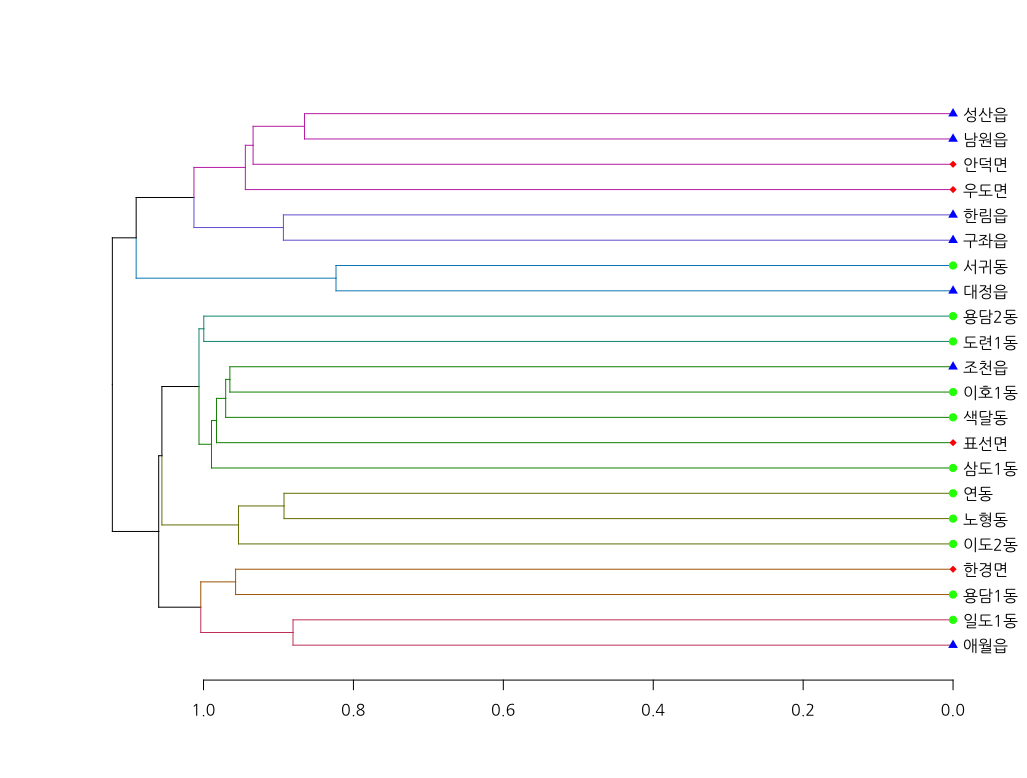 성산읍
남원읍
안덕면
우도면
한림읍
구좌읍
서귀동
대정읍
용담2동
도련1동
조천읍
이호1동
색달동
표선면
삼도1동
연동
노형동
이도2동
한경면
용담1동
일도1동
애월읍
1.0 0.8 0.6 0.4 0.2 0.0